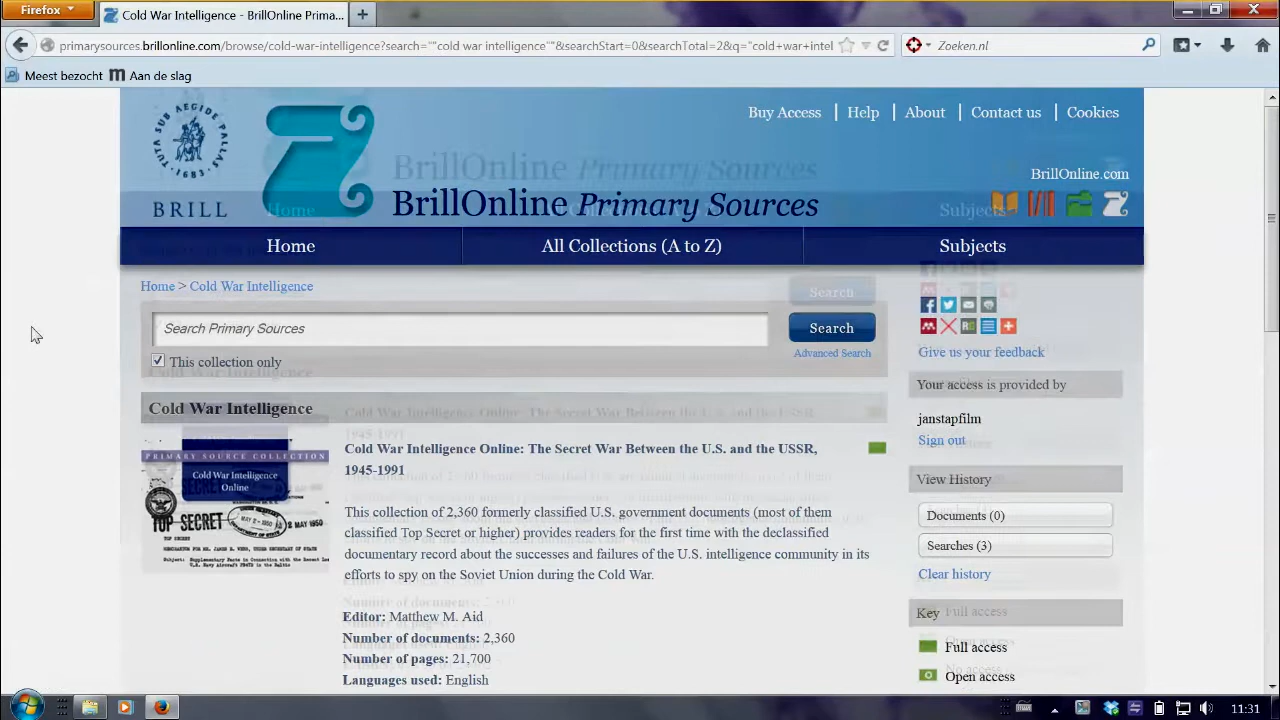 Firefox
Cold War Intelligence - BrillOnline Prima...
primarysources.brillonline.com/browse/cold-war-intelligence?search=""cold war intelligence""&searchStart=0&searchTotal=2&q="cold+war+intel
Zoeken.nl
Meest bezocht
Aan de slag
Buy Access
Help
About
Contact us
Cookies
TUTA SUB AEGIDE PALLAS
1683
BRILL
BrillOnline Primary Sources
BrillOnline.com
Home
All Collections (A to Z)
Subjects
Home > Cold War Intelligence
Search Primary Sources
Search
This collection only
Advanced Search
Cold War Intelligence
PRIMARY SOURCE COLLECTION
Cold War Intelligence
Online
TOP SECRET
MAY 2 - 1950
2 MAY 1950
TOP SECRET
Cold War Intelligence Online: The Secret War Between the U.S. and the USSR,
1945-1991
This collection of 2,360 formerly classified U.S. government documents (most of them
classified Top Secret or higher) provides readers for the first time with the declassified
documentary record about the successes and failures of the U.S. intelligence community in its
efforts to spy on the Soviet Union during the Cold War.
Editor: Matthew M. Aid
Number of documents: 2,360
Number of pages: 21,700
Languages used: English
Give us your feedback
Your access is provided by
janstapfilm
Sign out
View History
Documents (0)
Searches (3)
Clear history
Key
Full access
Open access
11:31